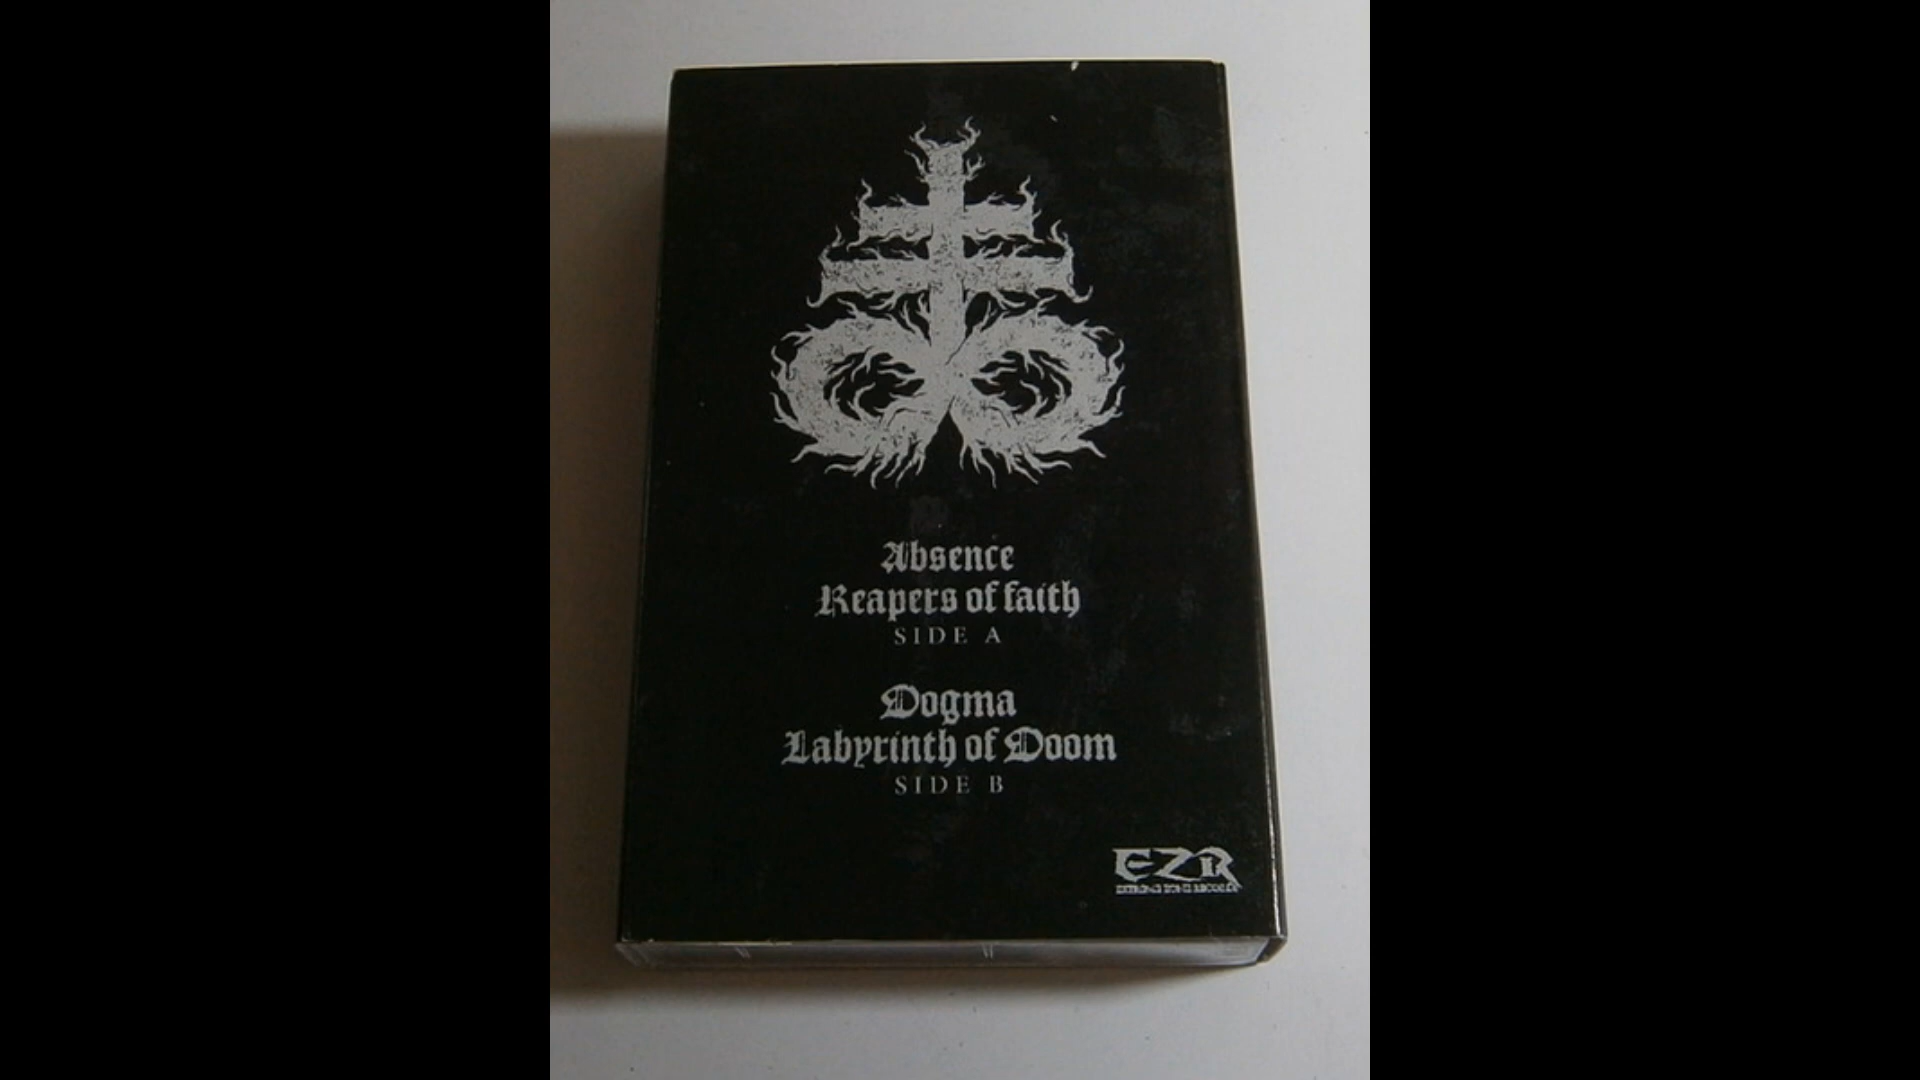 Absence
Reapers of faith
SIDE A
Dogma
Labyrinth of Doom
SIDE B
EZR